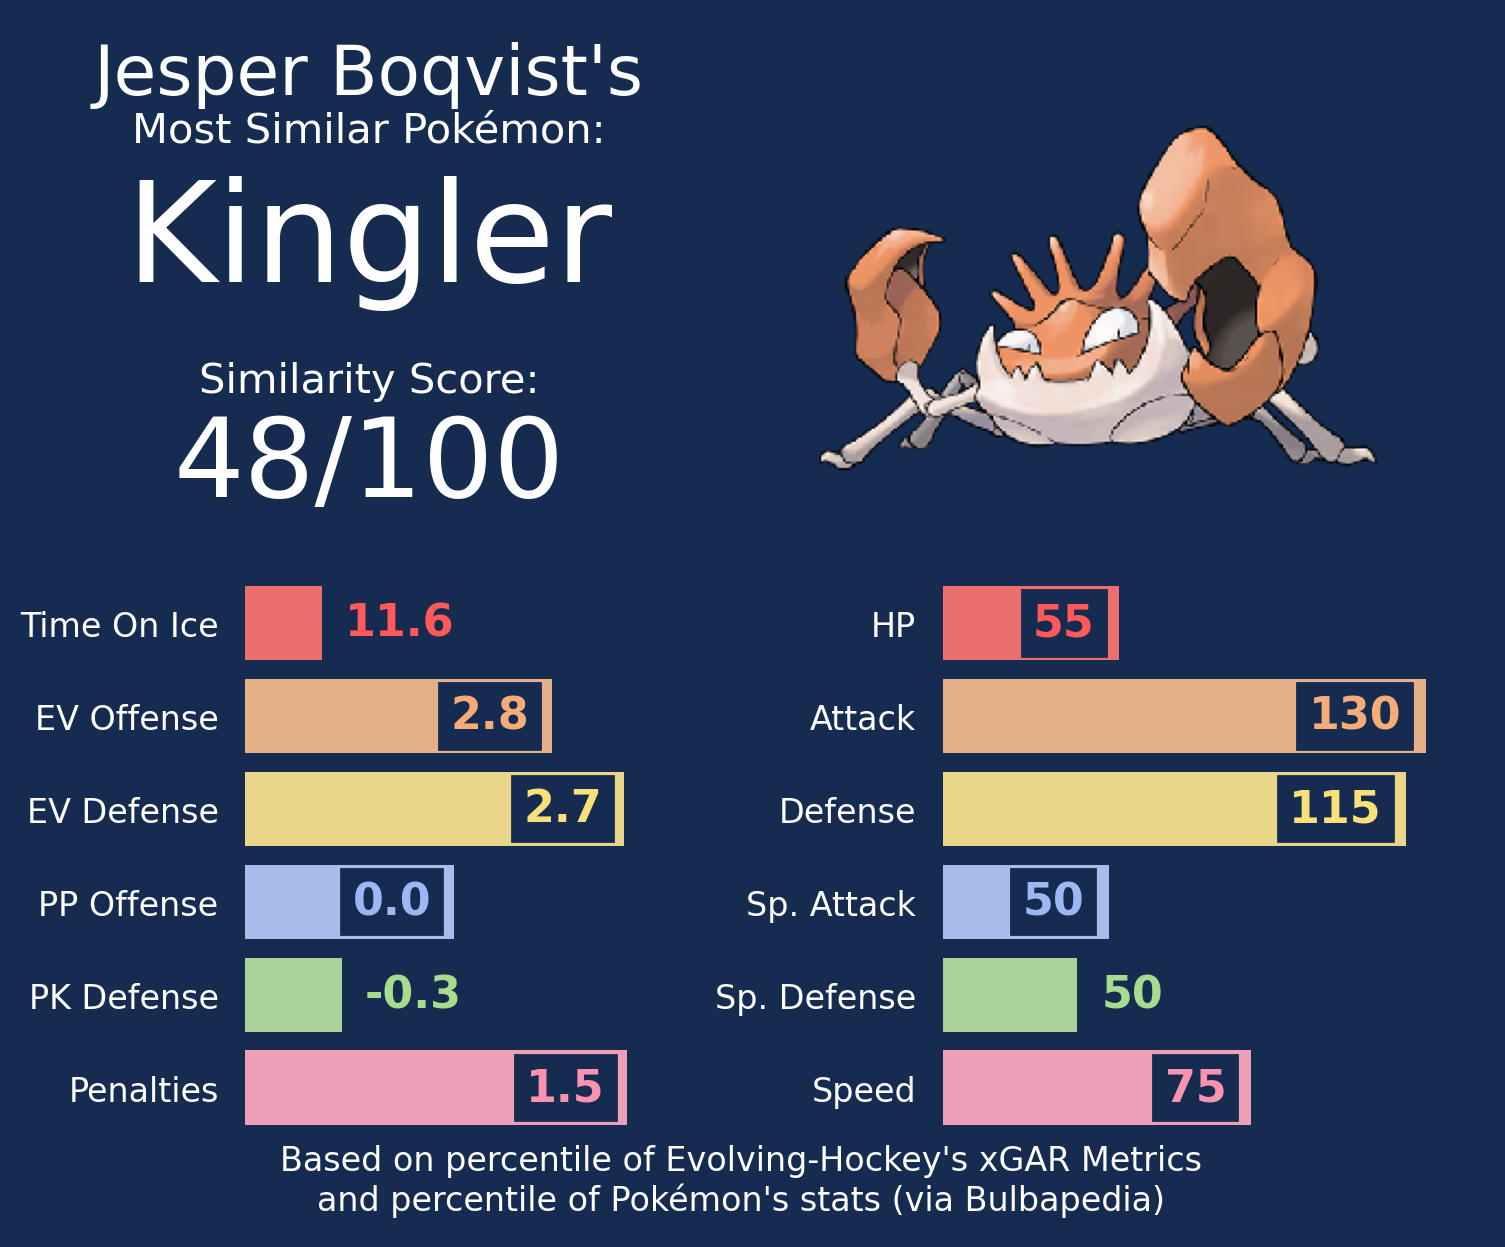 Jesper Boqvist's
Most Similar Pokémon:
Kingler
Similarity Score:
48/100
Time On Ice 11.6
EV Offense 2.8
EV Defense 2.7
PP Offense 0.0
PK Defense -0.3
Penalties 1.5
HP 55
Attack 130
Defense 115
Sp. Attack 50
Sp. Defense 50
Speed 75
Based on percentile of Evolving-Hockey's xGAR Metrics
and percentile of Pokémon's stats (via Bulbapedia)